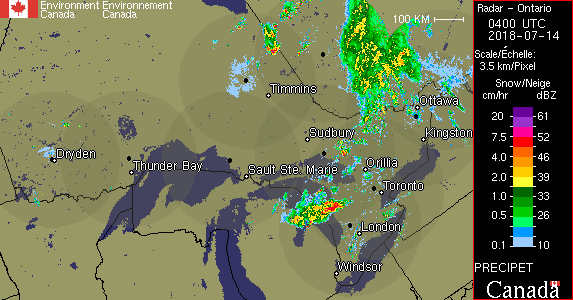 Environment Environnement
Canada Canada
100 KM
Timmins
Ottawa
Sudbury
Kingston
Dryden
Thunder Bay
Sault Ste. Marie
Orillia
Toronto
London
Windsor
Radar - Ontario
0400 UTC
2018-07-14
Scale/Échelle:
3.5 km/Pixel
Snow/Neige
cm/hr dBZ
20 61
7.5 52
4.0 46
2.0 39
1.0 33
0.5 26
0.1 10
PRECIPET
Canada